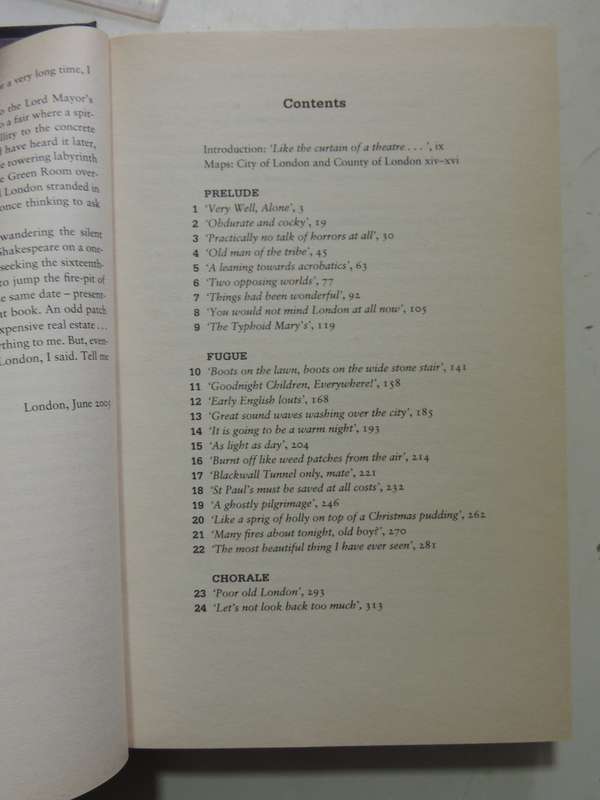 e a very long time, I
o the Lord Mayor's
o a fair where a spit-
llity to the concrete
I have heard it later,
e towering labyrinth
e Green Room over-
l London stranded in
once thinking to ask
wandering the silent
Shakespeare on a one-
seeking the sixteenth-
to jump the fire-pit of
e same date – present-
at book. An odd patch
xpensive real estate . . .
ything to me. But, even-
London, I said. Tell me
London, June 2005
Contents
Introduction: 'Like the curtain of a theatre . . . ', ix
Maps: City of London and County of London xiv–xvi
PRELUDE
1 'Very Well, Alone', 3
2 'Obdurate and cocky', 19
3 'Practically no talk of horrors at all', 30
4 'Old man of the tribe', 45
5 'A leaning towards acrobatics', 63
6 'Two opposing worlds', 77
7 'Things had been wonderful', 92
8 'You would not mind London at all now', 105
9 'The Typhoid Mary's', 119
FUGUE
10 'Boots on the lawn, boots on the wide stone stair', 141
11 'Goodnight Children, Everywhere!', 158
12 'Early English louts', 168
13 'Great sound waves washing over the city', 185
14 'It is going to be a warm night', 193
15 'As light as day', 204
16 'Burnt off like weed patches from the air', 214
17 'Blackwall Tunnel only, mate', 221
18 'St Paul's must be saved at all costs', 232
19 'A ghostly pilgrimage', 246
20 'Like a sprig of holly on top of a Christmas pudding', 262
21 'Many fires about tonight, old boy?', 270
22 'The most beautiful thing I have ever seen', 281
CHORALE
23 'Poor old London', 293
24 'Let's not look back too much', 313